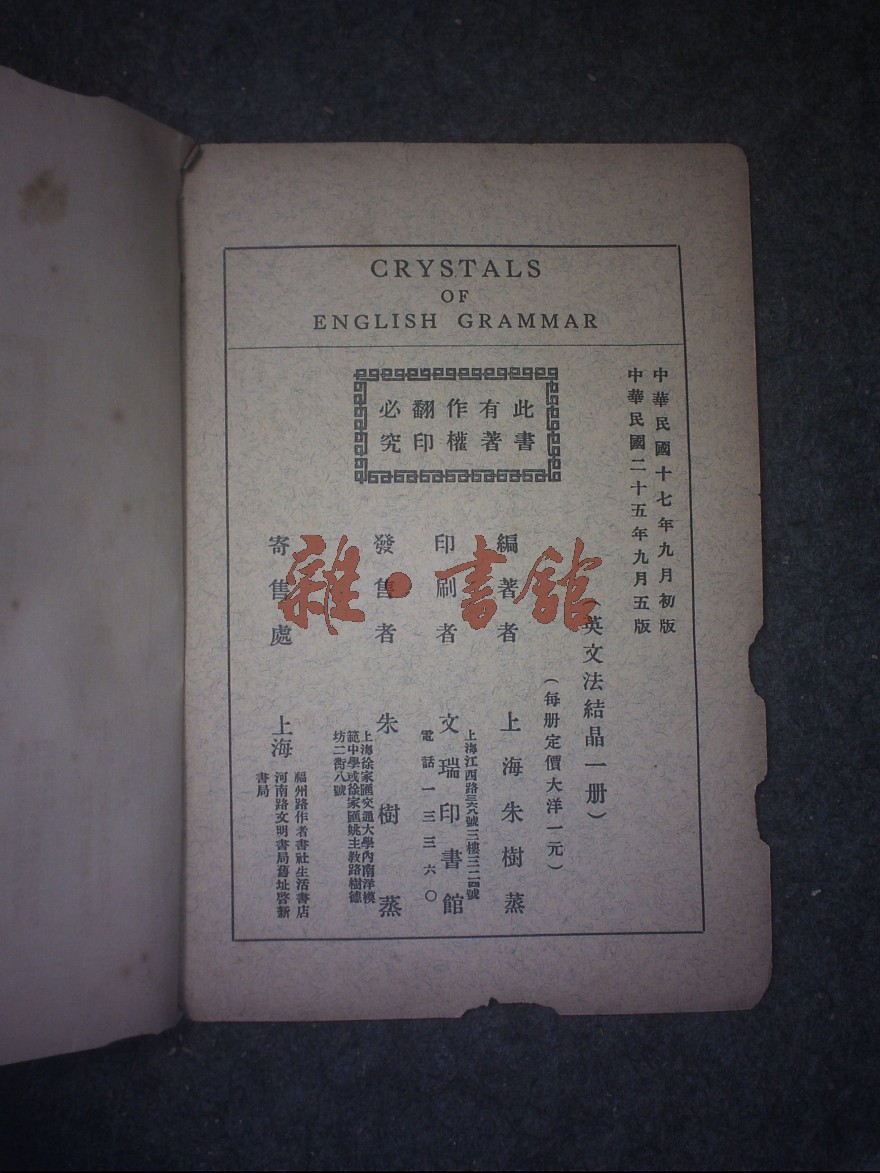 CRYSTALS
OF
ENGLISH GRAMMAR
中華民國十七年九月初版
中華民國二十五年九月五版
此書
有著
作權
翻印
必究
（英文法結晶一册）
（每册定價大洋一元）
編著者 上海朱樹蒸
印刷者 文瑞印書館
上海江西路三六八號三樓三二四號
電話一三三六〇
發售者 朱樹蒸
上海徐家匯交通大學內南洋模
範中學或徐家匯姚主教路樹德
坊二街八號
寄售處 上海
福州路作者書社生活書店
河南路文明書局舊址啓新
書局
雜·書館